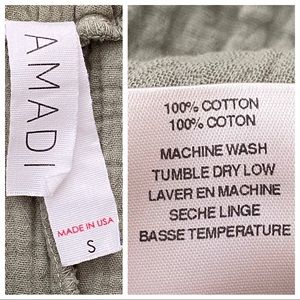 AMADI
MADE IN USA
S
100% COTTON
100% COTON
MACHINE WASH
TUMBLE DRY LOW
LAVER EN MACHINE
SECHE LINGE
BASSE TEMPERATURE